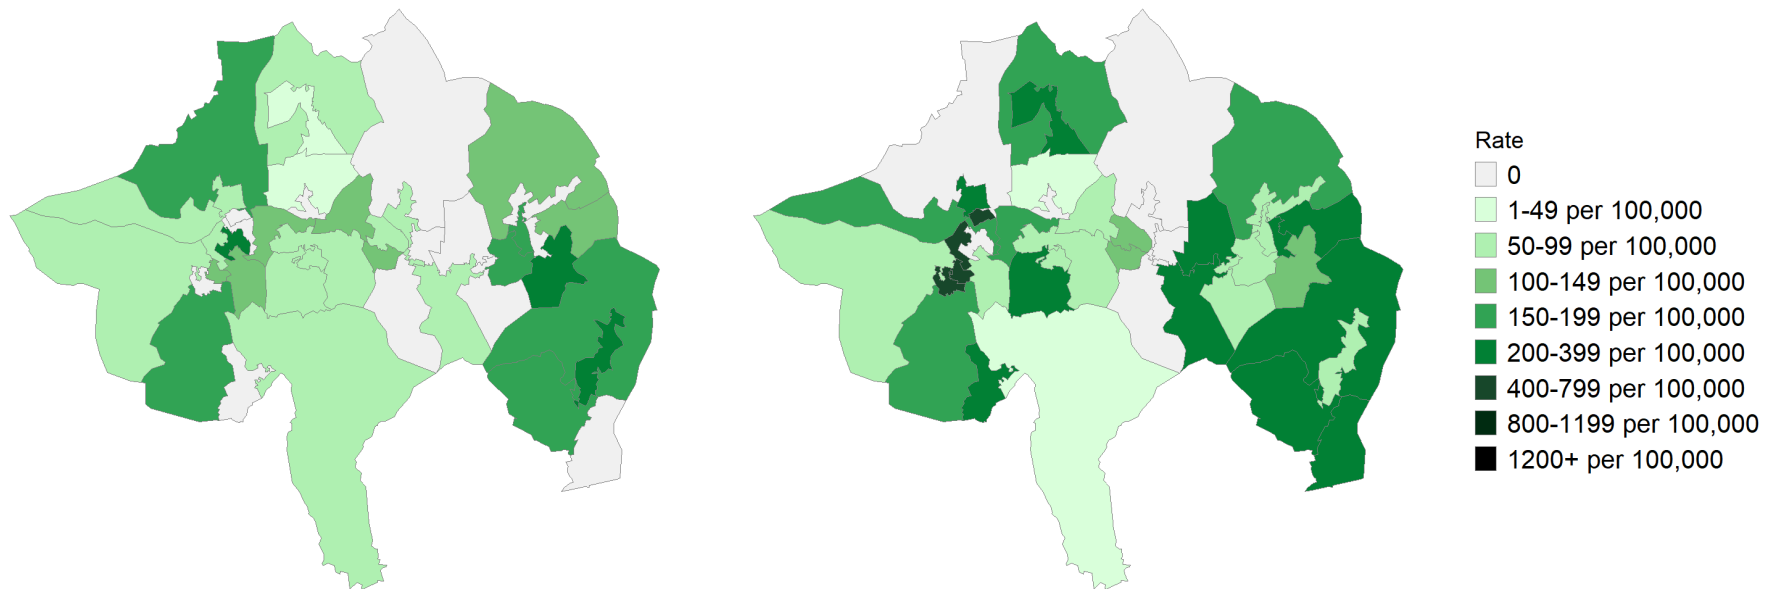 Rate
0
1-49 per 100,000
50-99 per 100,000
100-149 per 100,000
150-199 per 100,000
200-399 per 100,000
400-799 per 100,000
800-1199 per 100,000
1200+ per 100,000